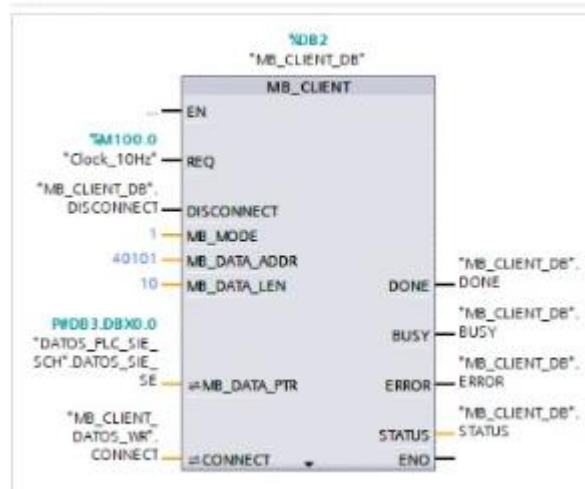 %DB2
"MB_CLIENT_DB"
MB_CLIENT
... EN
%M100.0
"Clock_10Hz" REQ
"MB_CLIENT_DB".
DISCONNECT DISCONNECT
1 MB_MODE
40101 MB_DATA_ADDR
10 MB_DATA_LEN
P#DB3.DBX0.0
"DATOS_PLC_SIE_
SCH".DATOS_SIE_
SE MB_DATA_PTR
"MB_CLIENT_
DATOS_WR".
CONNECT CONNECT
"MB_CLIENT_DB".
DONE DONE
"MB_CLIENT_DB".
BUSY BUSY
"MB_CLIENT_DB".
ERROR ERROR
"MB_CLIENT_DB".
STATUS STATUS
ENO